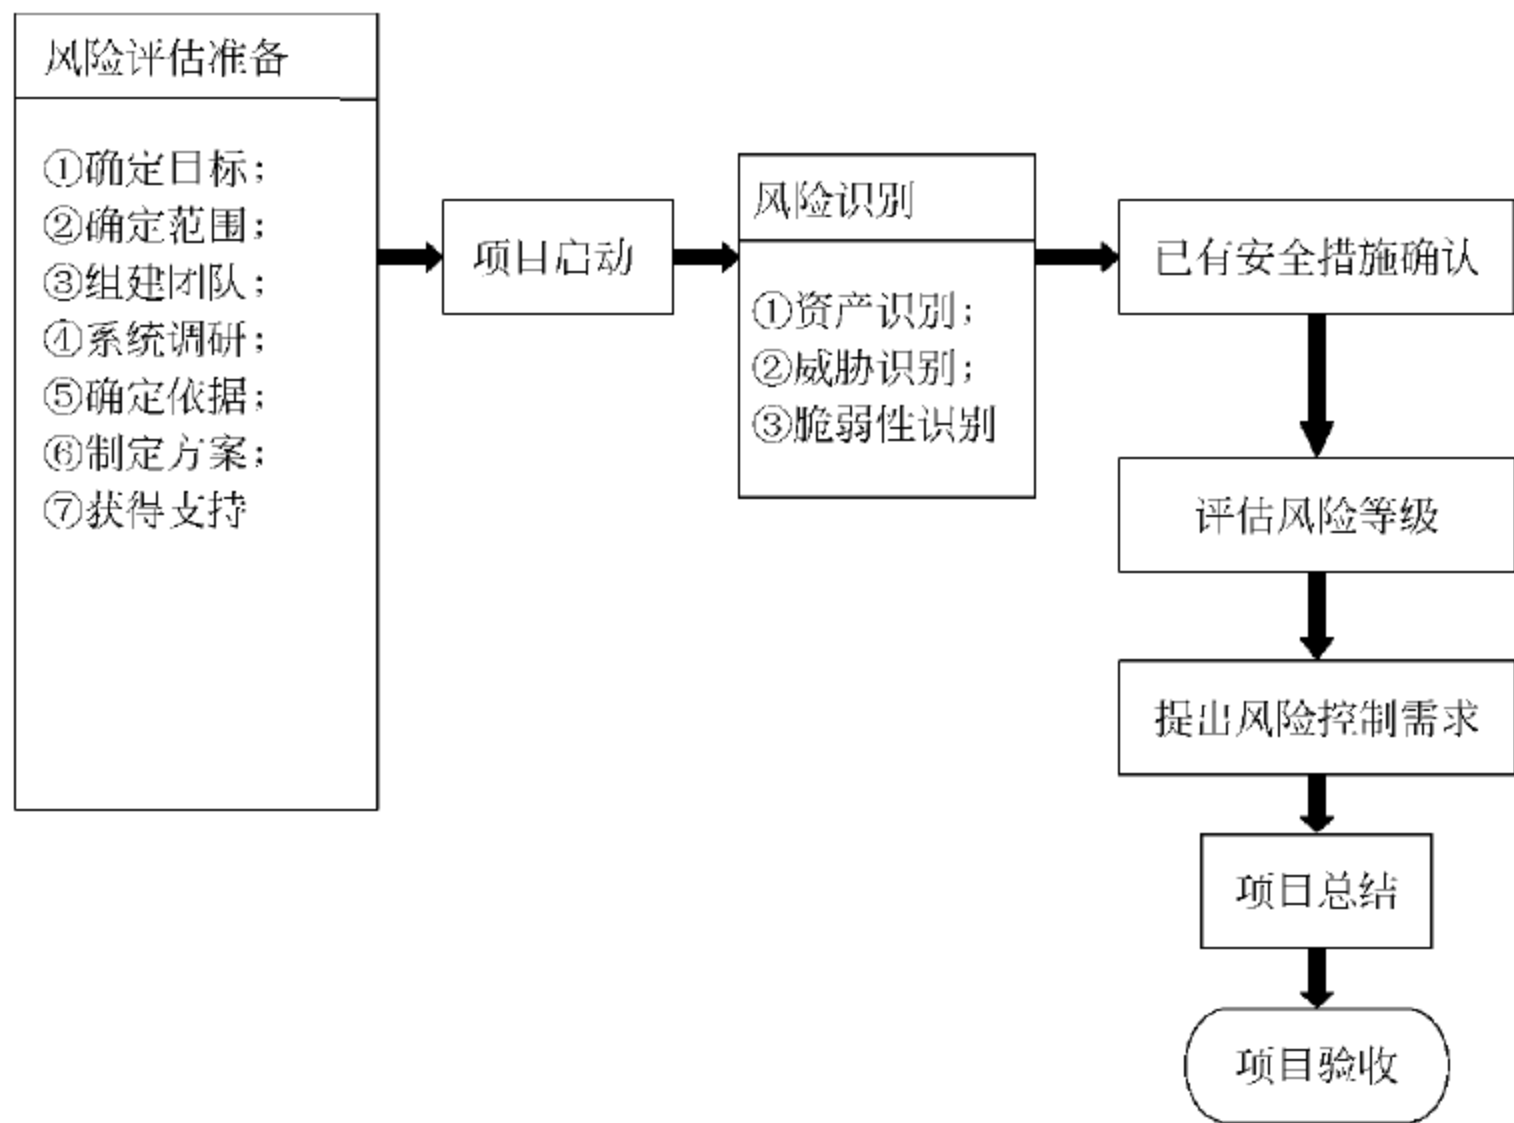 风险评估准备
①确定目标；
②确定范围；
③组建团队；
④系统调研；
⑤确定依据；
⑥制定方案；
⑦获得支持
项目启动
风险识别
①资产识别；
②威胁识别；
③脆弱性识别
已有安全措施确认
评估风险等级
提出风险控制需求
项目总结
项目验收